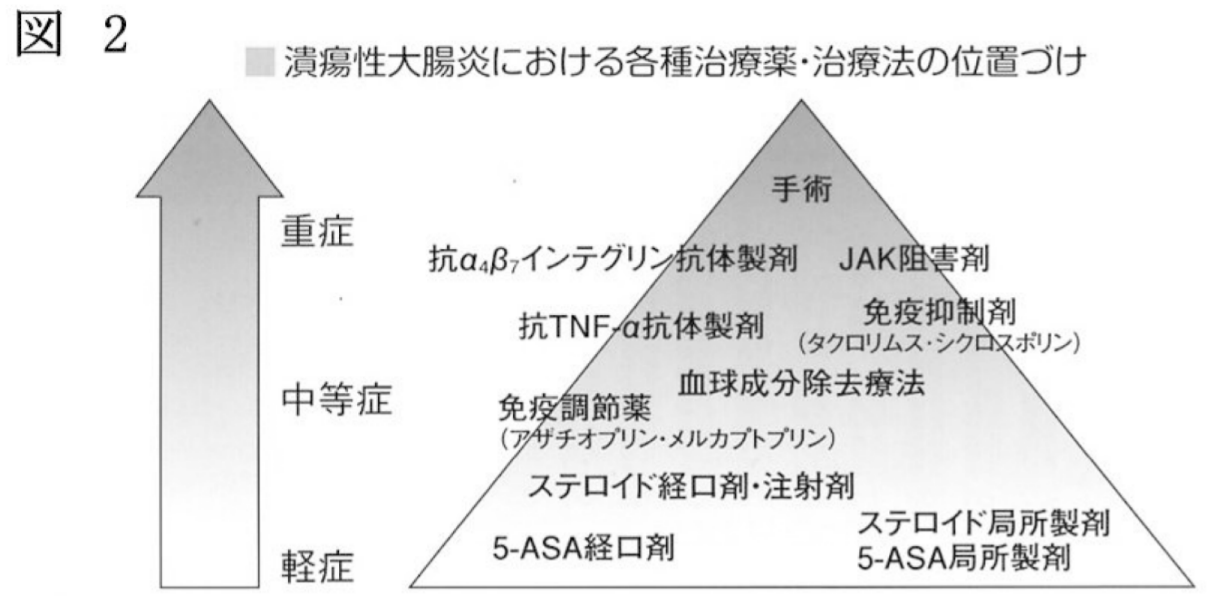 図 2
潰瘍性大腸炎における各種治療薬・治療法の位置づけ
重症
中等症
軽症
手術
抗α₄β₇インテグリン抗体製剤
JAK阻害剤
抗TNF-α抗体製剤
免疫抑制剤
(タクロリムス・シクロスポリン)
血球成分除去療法
免疫調節薬
(アザチオプリン・メルカプトプリン)
ステロイド経口剤・注射剤
ステロイド局所製剤
5-ASA経口剤
5-ASA局所製剤